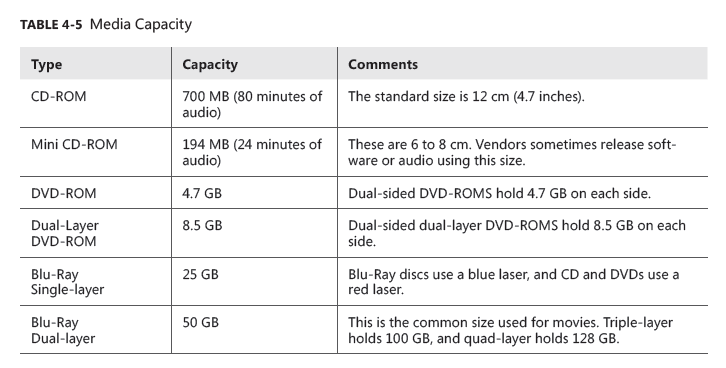 TABLE 4-5 Media Capacity
Type Capacity Comments
CD-ROM 700 MB (80 minutes of audio) The standard size is 12 cm (4.7 inches).
Mini CD-ROM 194 MB (24 minutes of audio) These are 6 to 8 cm. Vendors sometimes release soft-
ware or audio using this size.
DVD-ROM 4.7 GB Dual-sided DVD-ROMS hold 4.7 GB on each side.
Dual-Layer DVD-ROM 8.5 GB Dual-sided dual-layer DVD-ROMS hold 8.5 GB on each
side.
Blu-Ray Single-layer 25 GB Blu-Ray discs use a blue laser, and CD and DVDs use a
red laser.
Blu-Ray Dual-layer 50 GB This is the common size used for movies. Triple-layer
holds 100 GB, and quad-layer holds 128 GB.